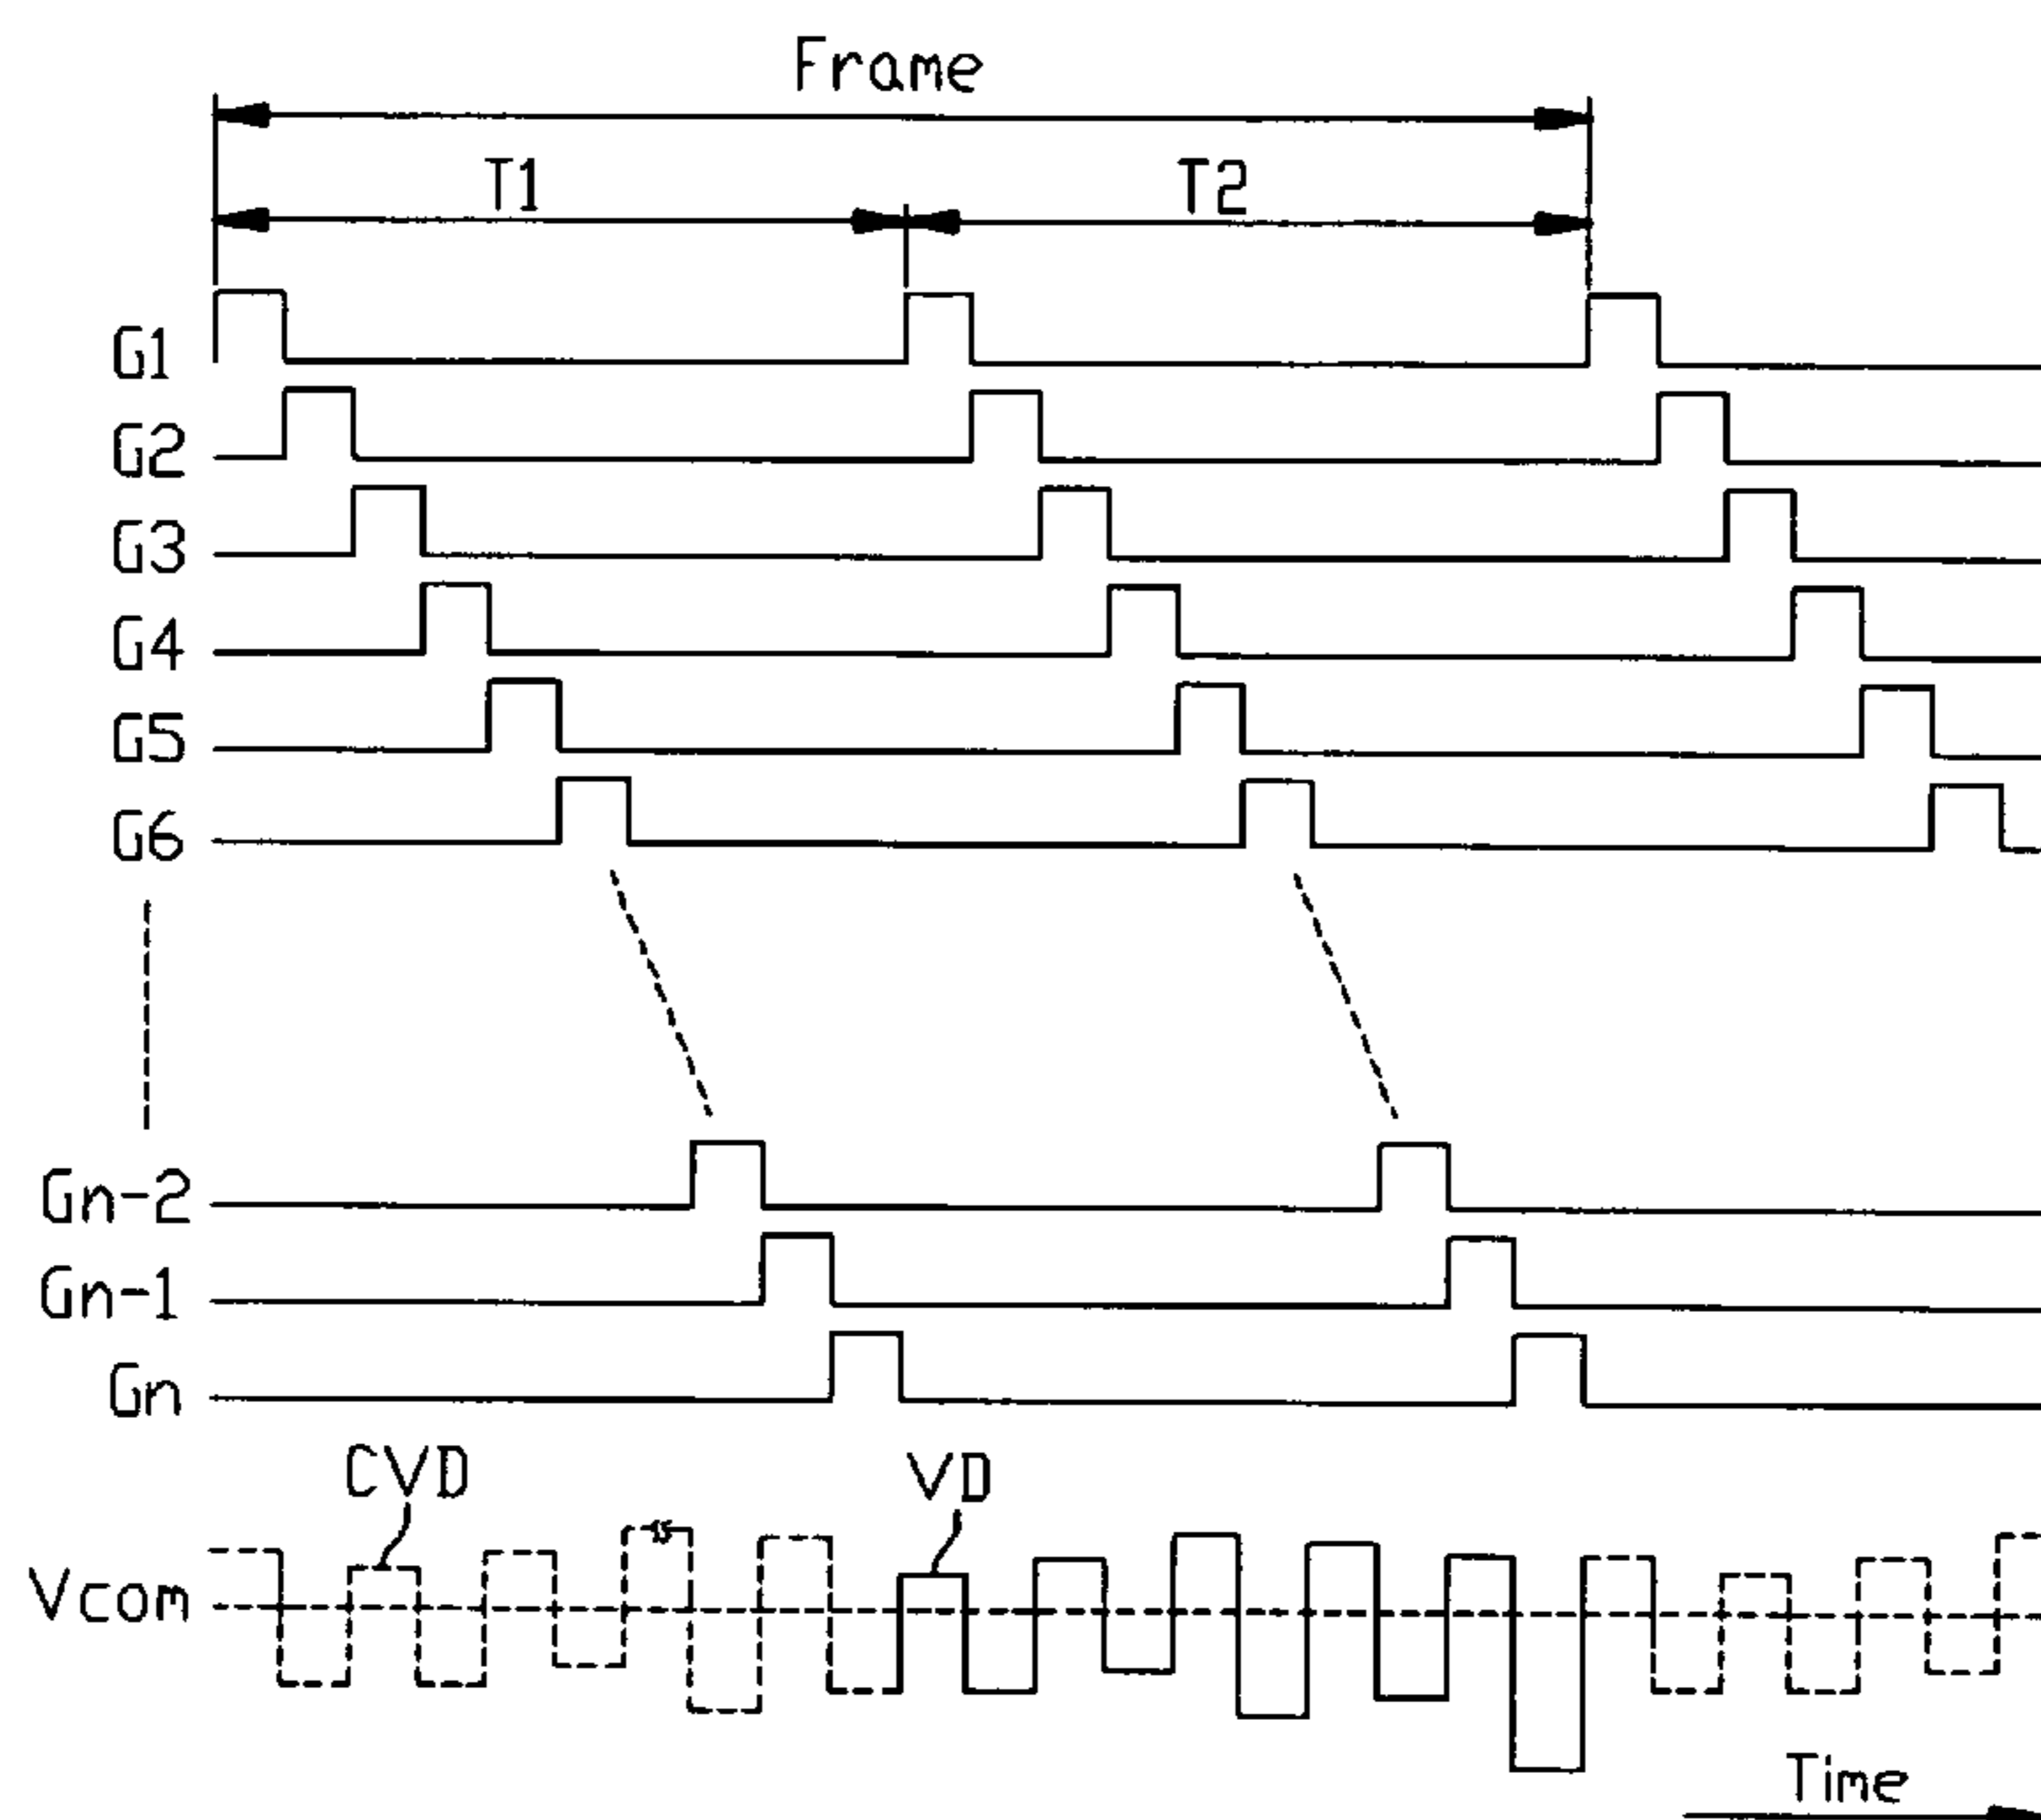 Frame
T1 T2
G1
G2
G3
G4
G5
G6
Gn-2
Gn-1
Gn
CVD VD
Vcom
Time